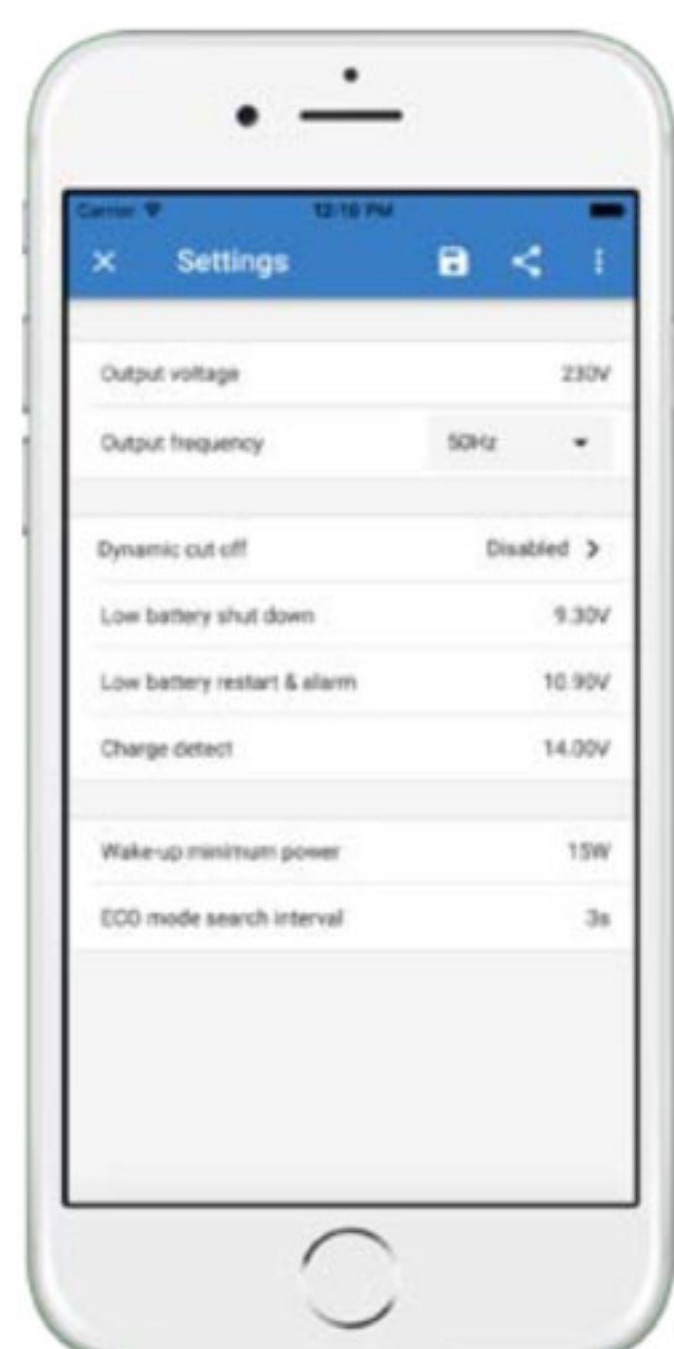 Carrier 12:16 PM
Settings
Output voltage 230V
Output frequency 50Hz
Dynamic cut off Disabled
Low battery shut down 9.30V
Low battery restart & alarm 10.90V
Charge detect 14.00V
Wake-up minimum power 15W
ECO mode search interval 3s